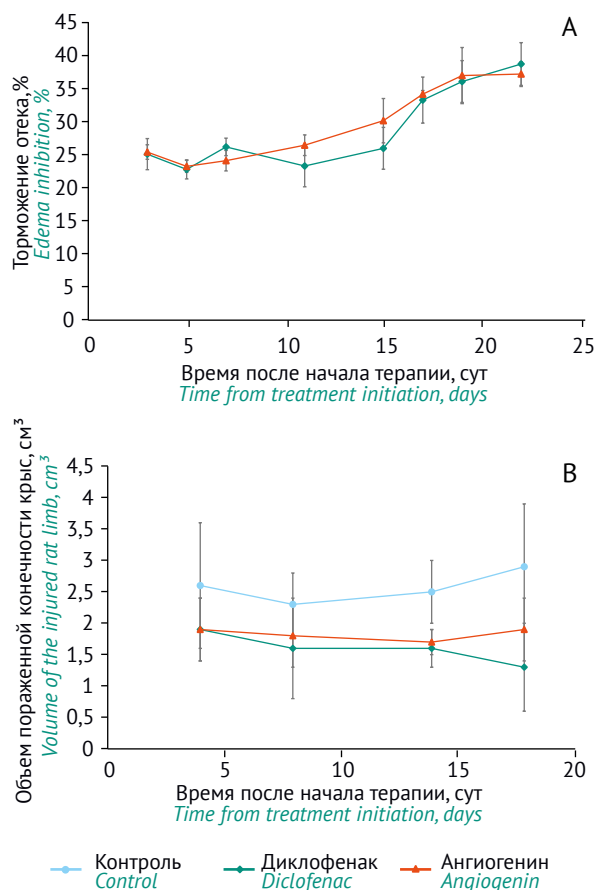 A
Торможение отека,%
Edema inhibition, %
45
40
35
30
25
20
15
10
5
0
0 5 10 15 20 25
Время после начала терапии, сут
Time from treatment initiation, days
B
Объем пораженной конечности крыс, см³
Volume of the injured rat limb, cm³
4,5
4
3,5
3
2,5
2
1,5
1
0,5
0
0 5 10 15 20
Время после начала терапии, сут
Time from treatment initiation, days
Контроль
Control
Диклофенак
Diclofenac
Ангиогенин
Angiogenin